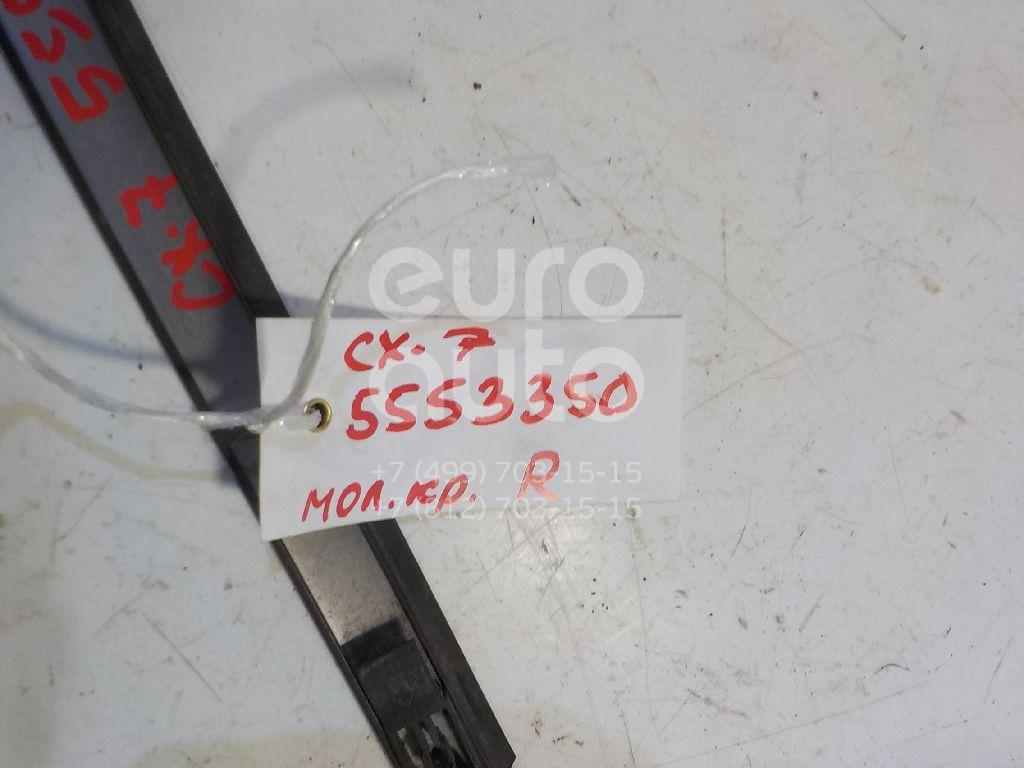 CX-7
euro
auto
CX-7
5553350
+7 (499) 703-15-15
мол. кр. R
+7 (812) 703-15-15